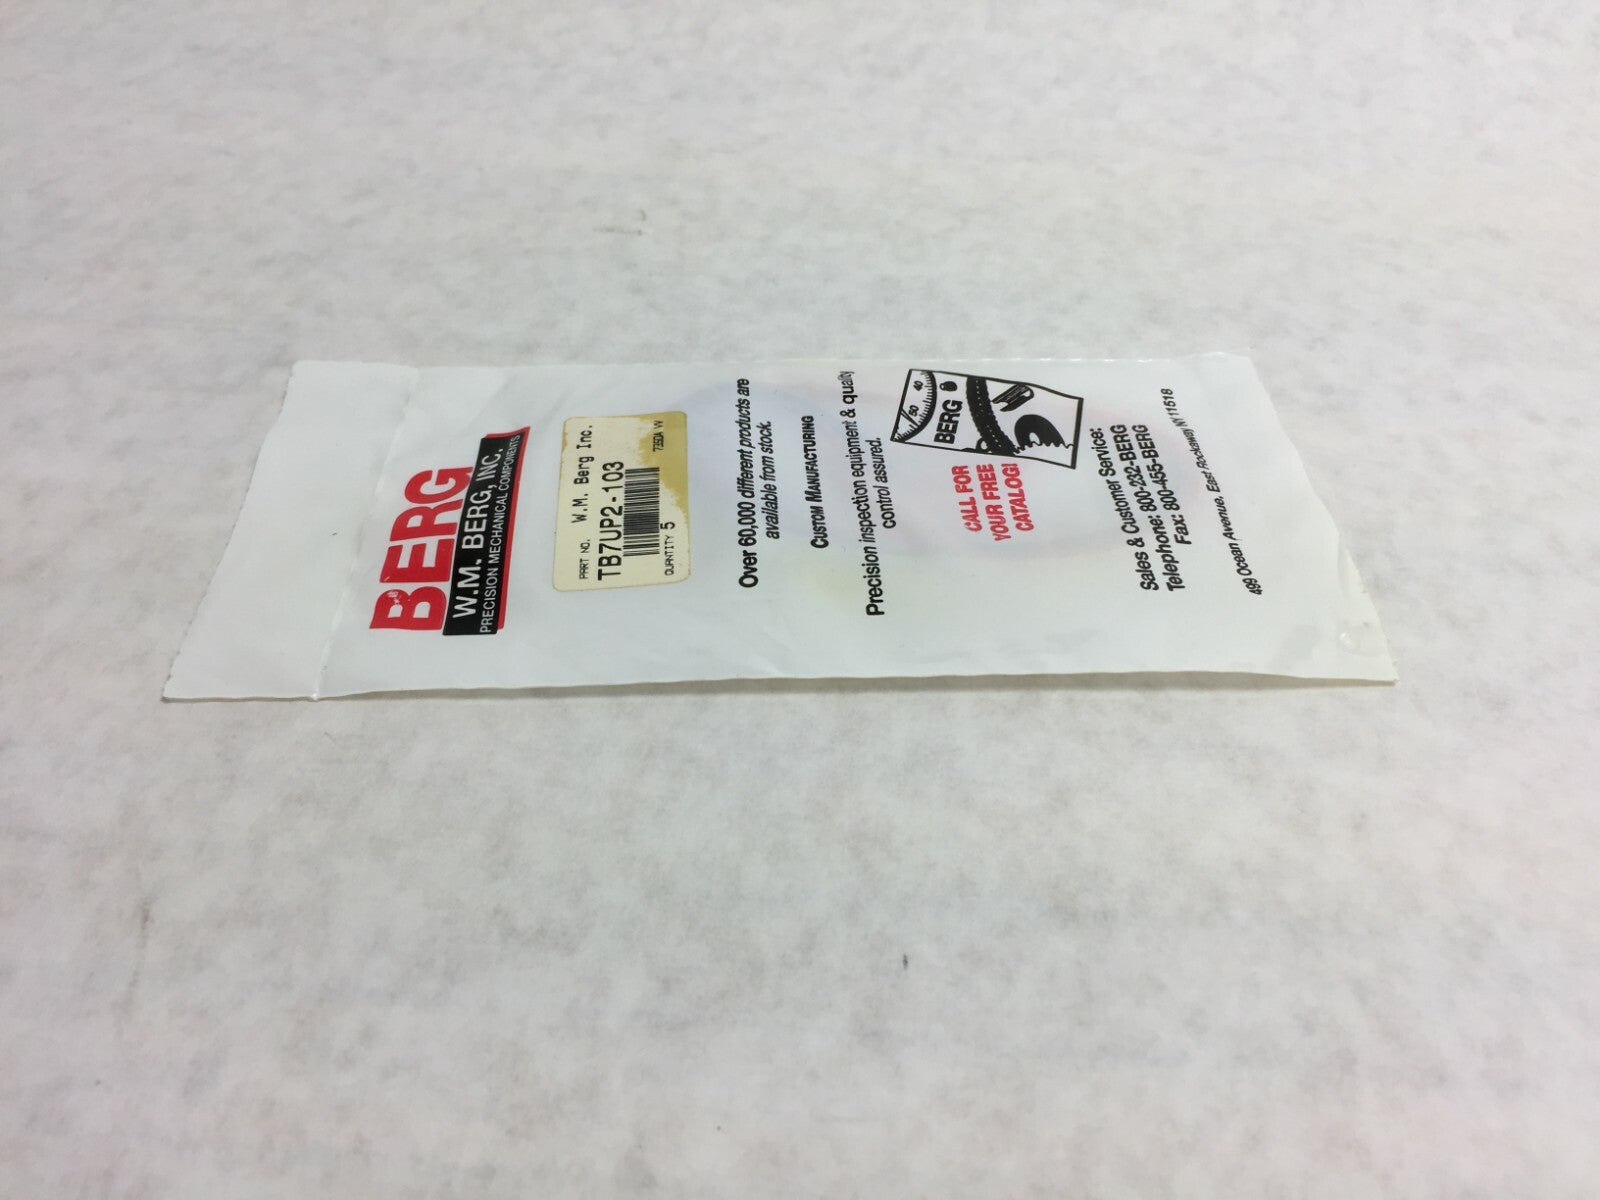 BERG
W.M. BERG, INC.
PRECISION MECHANICAL COMPONENTS
PART NO. W.M. Berg Inc.
TB7UP2-103
QUANTITY 5
Over 60,000 different products are
available from stock.
CUSTOM MANUFACTURING
Precision inspection equipment & quality
control assured.
CALL FOR
YOUR FREE
CATALOG!
50 40
BERG
Sales & Customer Service:
Telephone: 800-232-BERG
Fax: 800-455-BERG
499 Ocean Avenue, East Rockaway NY 11518